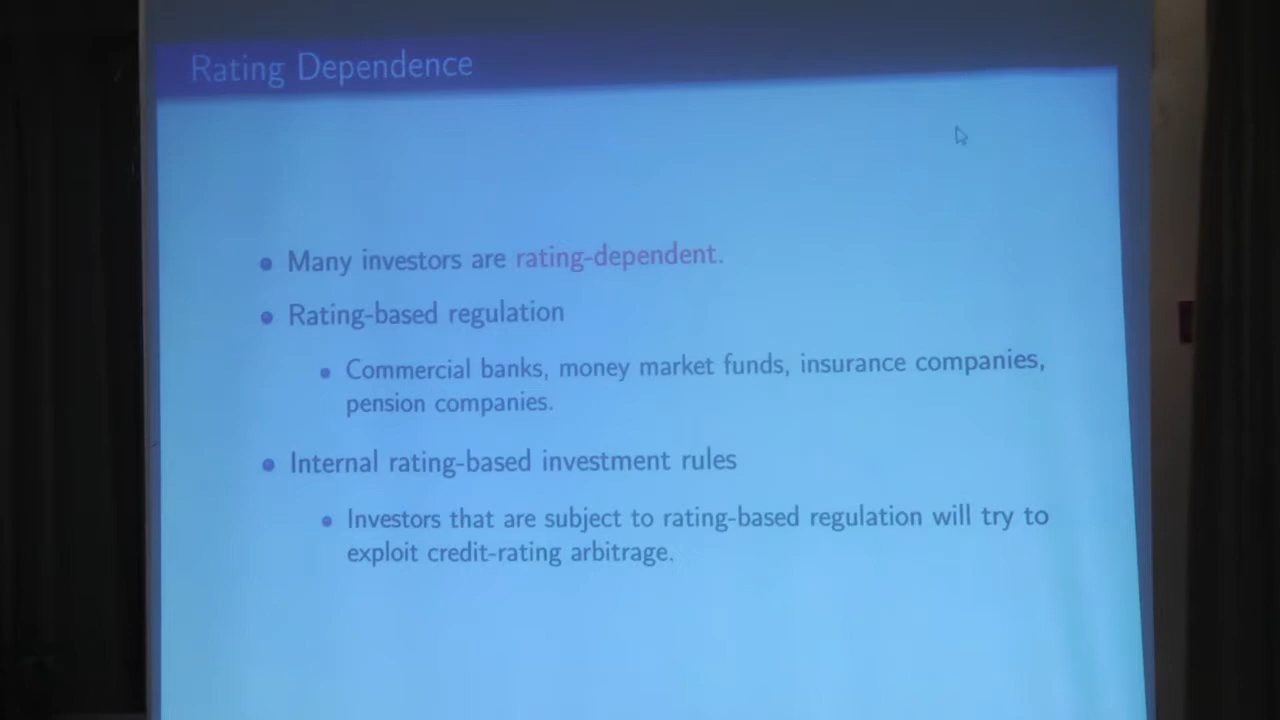 Rating Dependence
Many investors are rating-dependent.
Rating-based regulation
Commercial banks, money market funds, insurance companies,
pension companies.
Internal rating-based investment rules
Investors that are subject to rating-based regulation will try to
exploit credit-rating arbitrage.